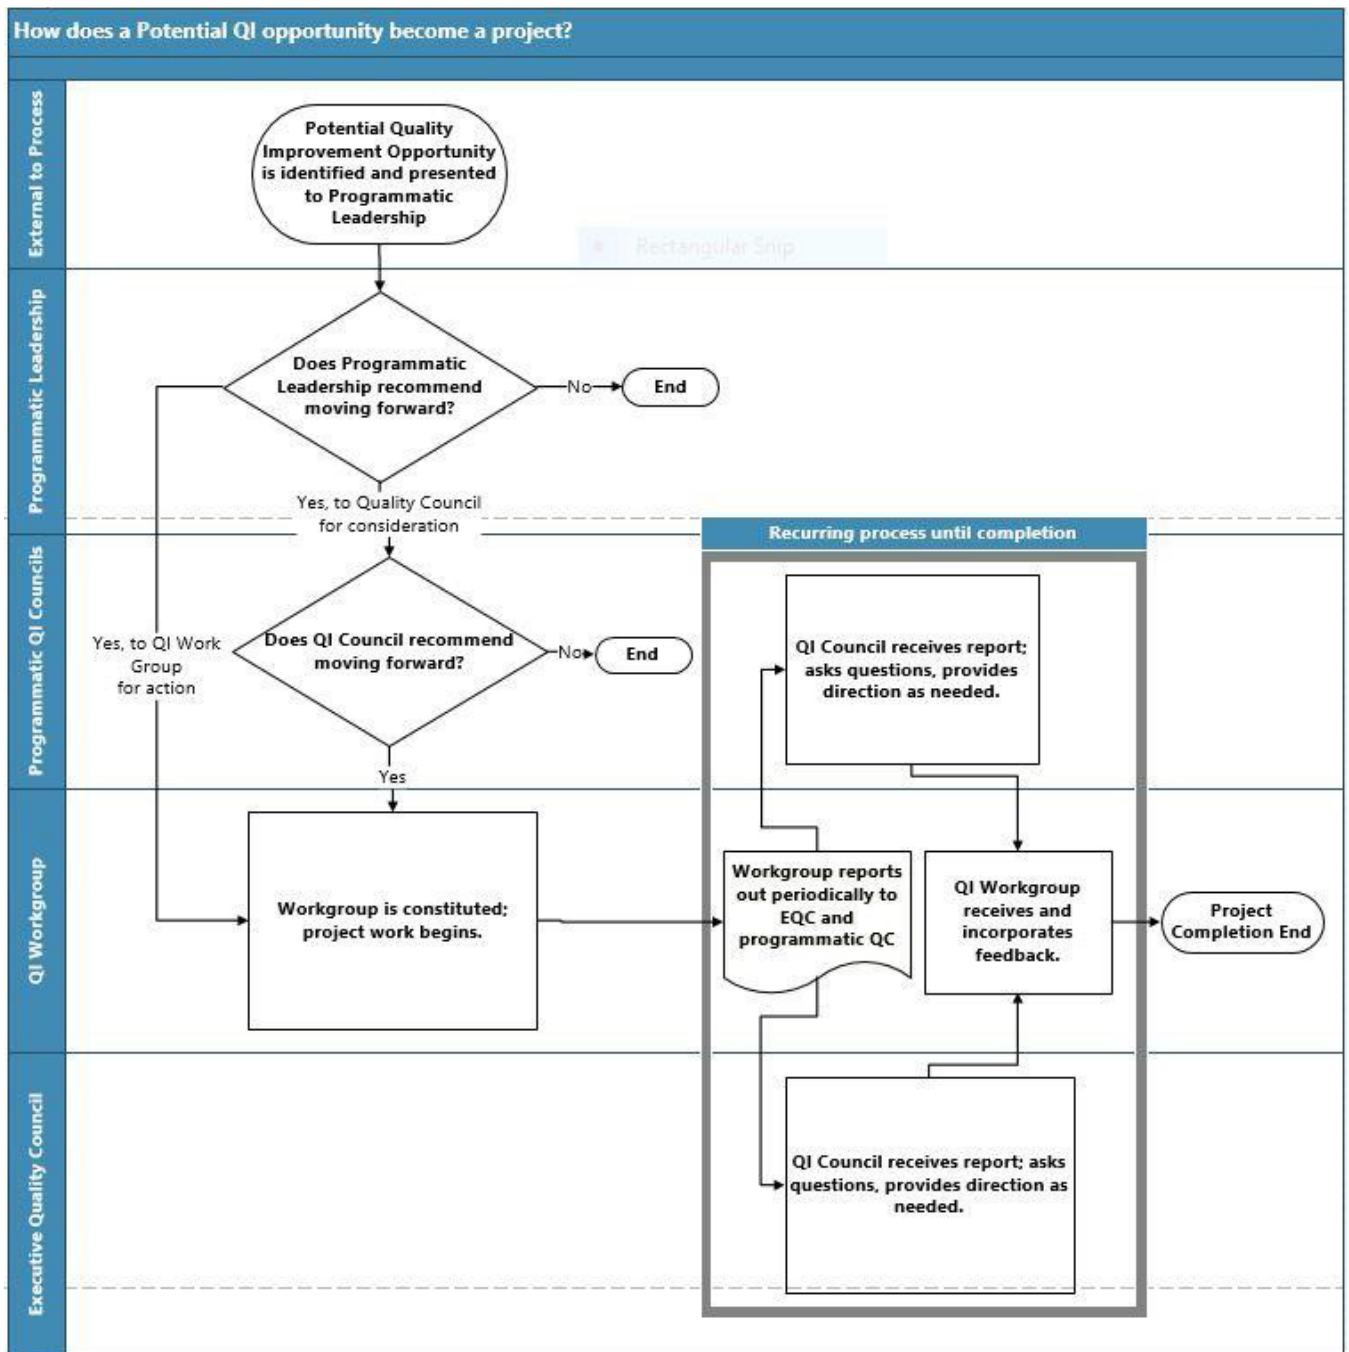 How does a Potential QI opportunity become a project?
External to Process
Potential Quality
Improvement Opportunity
is identified and presented
to Programmatic
Leadership
Rectangular Snip
Programmatic Leadership
Does Programmatic
Leadership recommend
moving forward?
No
End
Yes, to Quality Council
for consideration
Programmatic QI Councils
Recurring process until completion
Yes, to QI Work
Group
for action
Does QI Council recommend
moving forward?
No
End
QI Council receives report;
asks questions, provides
direction as needed.
Yes
QI Workgroup
Workgroup is constituted;
project work begins.
Workgroup reports
out periodically to
EQC and
programmatic QC
QI Workgroup
receives and
incorporates
feedback.
Project
Completion End
Executive Quality Council
QI Council receives report; asks
questions, provides direction as
needed.